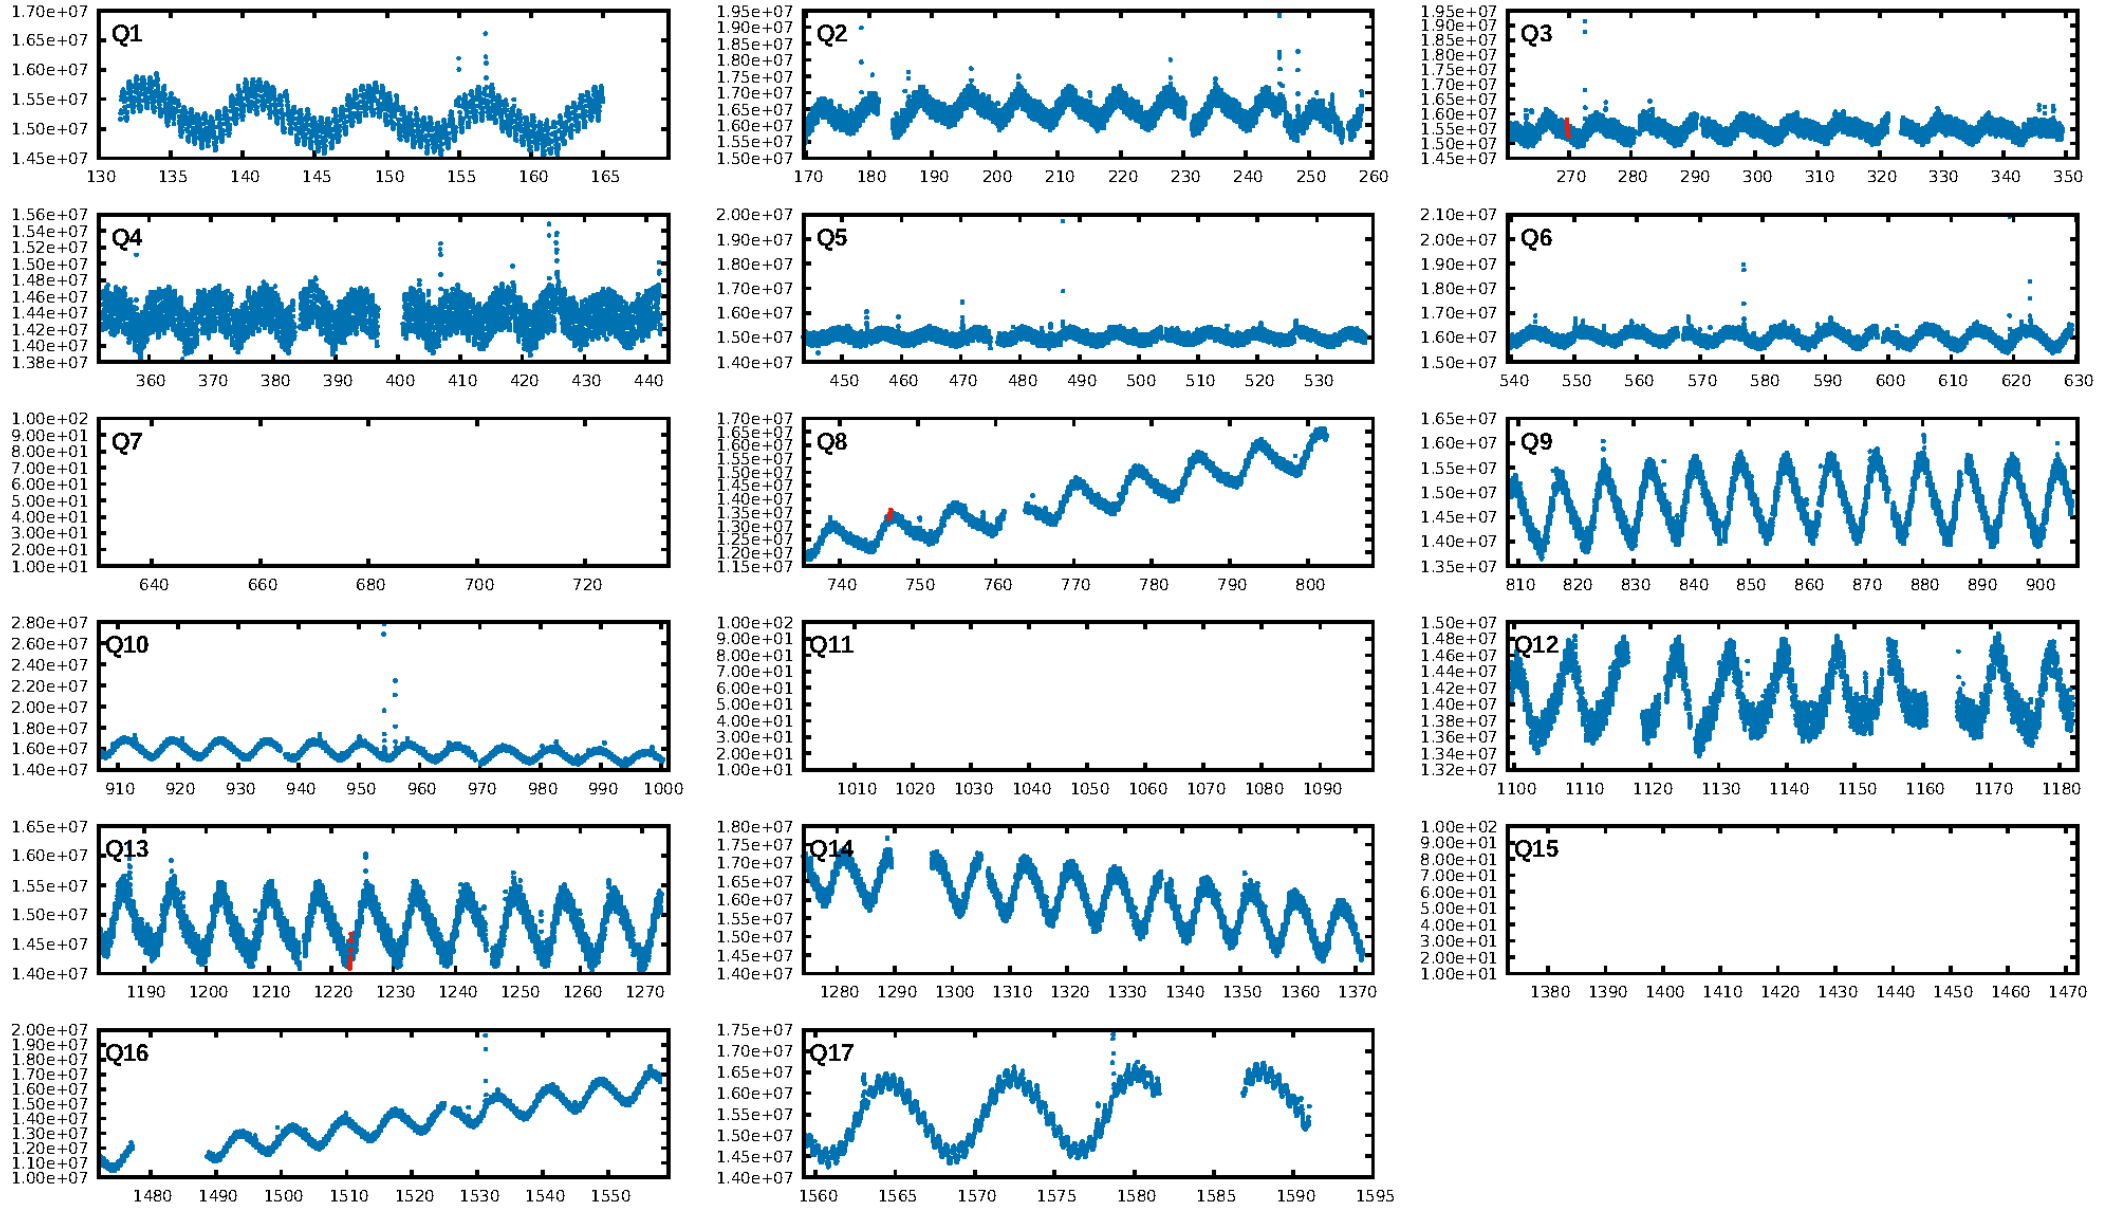 Q1
1.70e+07
1.65e+07
1.60e+07
1.55e+07
1.50e+07
1.45e+07
130 135 140 145 150 155 160 165
Q2
1.95e+07
1.90e+07
1.85e+07
1.80e+07
1.75e+07
1.70e+07
1.65e+07
1.60e+07
1.55e+07
1.50e+07
170 180 190 200 210 220 230 240 250 260
Q3
1.95e+07
1.90e+07
1.85e+07
1.80e+07
1.75e+07
1.70e+07
1.65e+07
1.60e+07
1.55e+07
1.50e+07
1.45e+07
270 280 290 300 310 320 330 340 350
Q4
1.56e+07
1.54e+07
1.52e+07
1.50e+07
1.48e+07
1.46e+07
1.44e+07
1.42e+07
1.40e+07
1.38e+07
360 370 380 390 400 410 420 430 440
Q5
2.00e+07
1.90e+07
1.80e+07
1.70e+07
1.60e+07
1.50e+07
1.40e+07
450 460 470 480 490 500 510 520 530
Q6
2.10e+07
2.00e+07
1.90e+07
1.80e+07
1.70e+07
1.60e+07
1.50e+07
540 550 560 570 580 590 600 610 620 630
Q7
1.00e+02
9.00e+01
8.00e+01
7.00e+01
6.00e+01
5.00e+01
4.00e+01
3.00e+01
2.00e+01
1.00e+01
640 660 680 700 720
Q8
1.70e+07
1.65e+07
1.60e+07
1.55e+07
1.50e+07
1.45e+07
1.40e+07
1.35e+07
1.30e+07
1.25e+07
1.20e+07
1.15e+07
740 750 760 770 780 790 800
Q9
1.65e+07
1.60e+07
1.55e+07
1.50e+07
1.45e+07
1.40e+07
1.35e+07
810 820 830 840 850 860 870 880 890 900
Q10
2.80e+07
2.60e+07
2.40e+07
2.20e+07
2.00e+07
1.80e+07
1.60e+07
1.40e+07
910 920 930 940 950 960 970 980 990 1000
Q11
1.00e+02
9.00e+01
8.00e+01
7.00e+01
6.00e+01
5.00e+01
4.00e+01
3.00e+01
2.00e+01
1.00e+01
1010 1020 1030 1040 1050 1060 1070 1080 1090
Q12
1.50e+07
1.48e+07
1.46e+07
1.44e+07
1.42e+07
1.40e+07
1.38e+07
1.36e+07
1.34e+07
1.32e+07
1100 1110 1120 1130 1140 1150 1160 1170 1180
Q13
1.65e+07
1.60e+07
1.55e+07
1.50e+07
1.45e+07
1.40e+07
1190 1200 1210 1220 1230 1240 1250 1260 1270
Q14
1.80e+07
1.75e+07
1.70e+07
1.65e+07
1.60e+07
1.55e+07
1.50e+07
1.45e+07
1.40e+07
1280 1290 1300 1310 1320 1330 1340 1350 1360 1370
Q15
1.00e+02
9.00e+01
8.00e+01
7.00e+01
6.00e+01
5.00e+01
4.00e+01
3.00e+01
2.00e+01
1.00e+01
1380 1390 1400 1410 1420 1430 1440 1450 1460 1470
Q16
2.00e+07
1.90e+07
1.80e+07
1.70e+07
1.60e+07
1.50e+07
1.40e+07
1.30e+07
1.20e+07
1.10e+07
1.00e+07
1480 1490 1500 1510 1520 1530 1540 1550
Q17
1.75e+07
1.70e+07
1.65e+07
1.60e+07
1.55e+07
1.50e+07
1.45e+07
1.40e+07
1560 1565 1570 1575 1580 1585 1590 1595